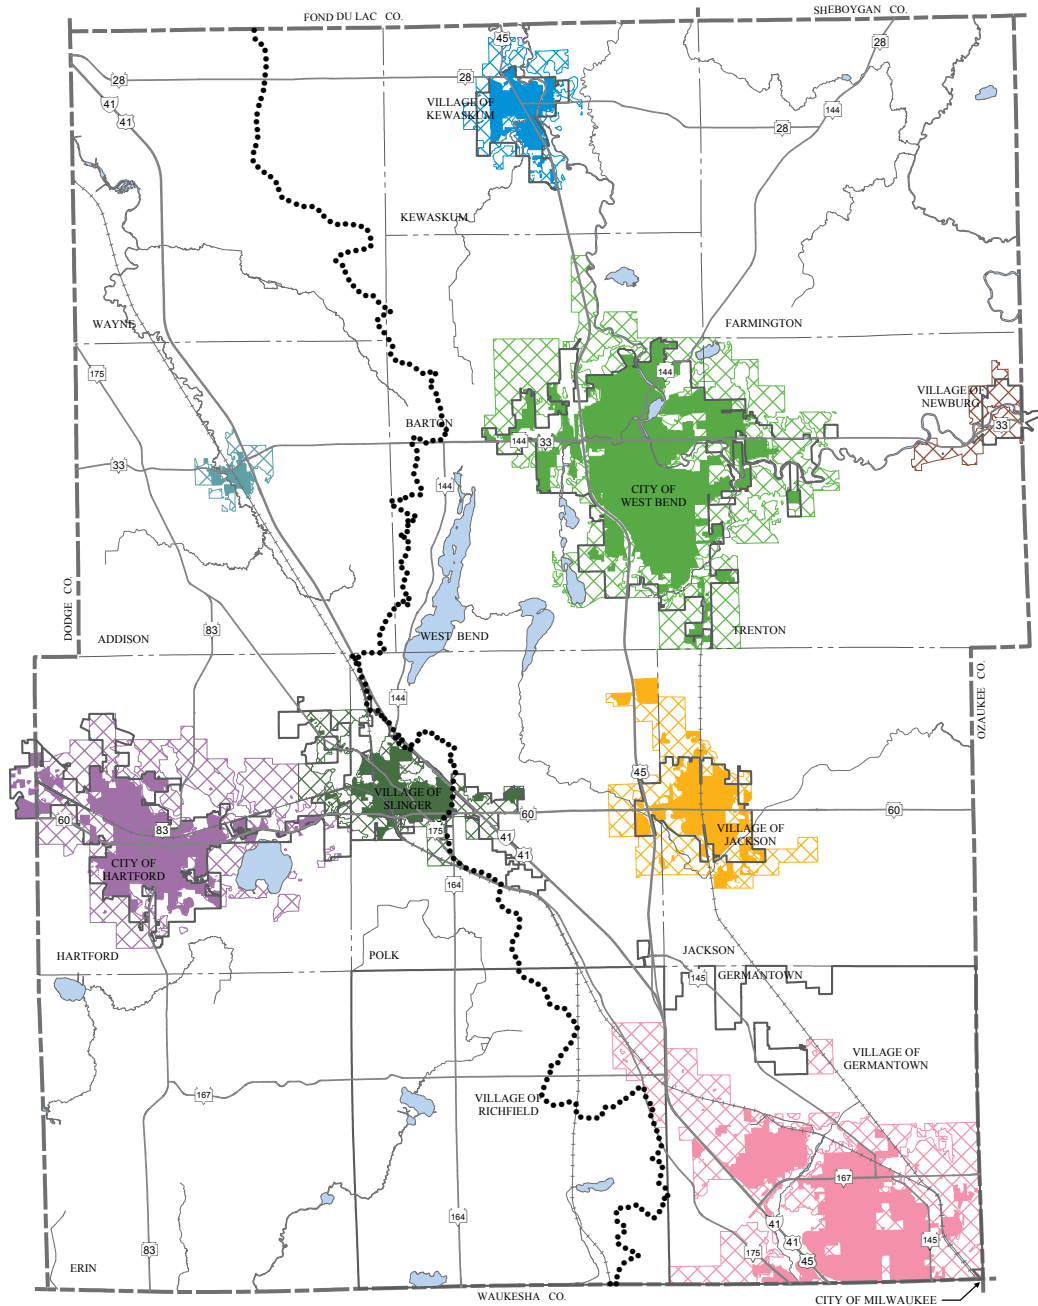 FOND DU LAC CO.
SHEBOYGAN CO.
45
28
28
28
41
41
VILLAGE OF
KEWASKUM
144
28
KEWASKUM
WAYNE
FARMINGTON
175
144
VILLAGE OF
NEWBURG
BARTON
33
144
33
33
144
CITY OF
WEST BEND
DODGE CO.
83
ADDISON
WEST BEND
TRENTON
OZAUKEE CO.
144
45
VILLAGE OF
SLINGER
60
60
60
83
175
41
VILLAGE OF
JACKSON
41
CITY OF
HARTFORD
164
HARTFORD
POLK
JACKSON
145
GERMANTOWN
VILLAGE OF
GERMANTOWN
167
VILLAGE OF
RICHFIELD
167
164
41
83
175
41
145
45
ERIN
WAUKESHA CO.
CITY OF MILWAUKEE